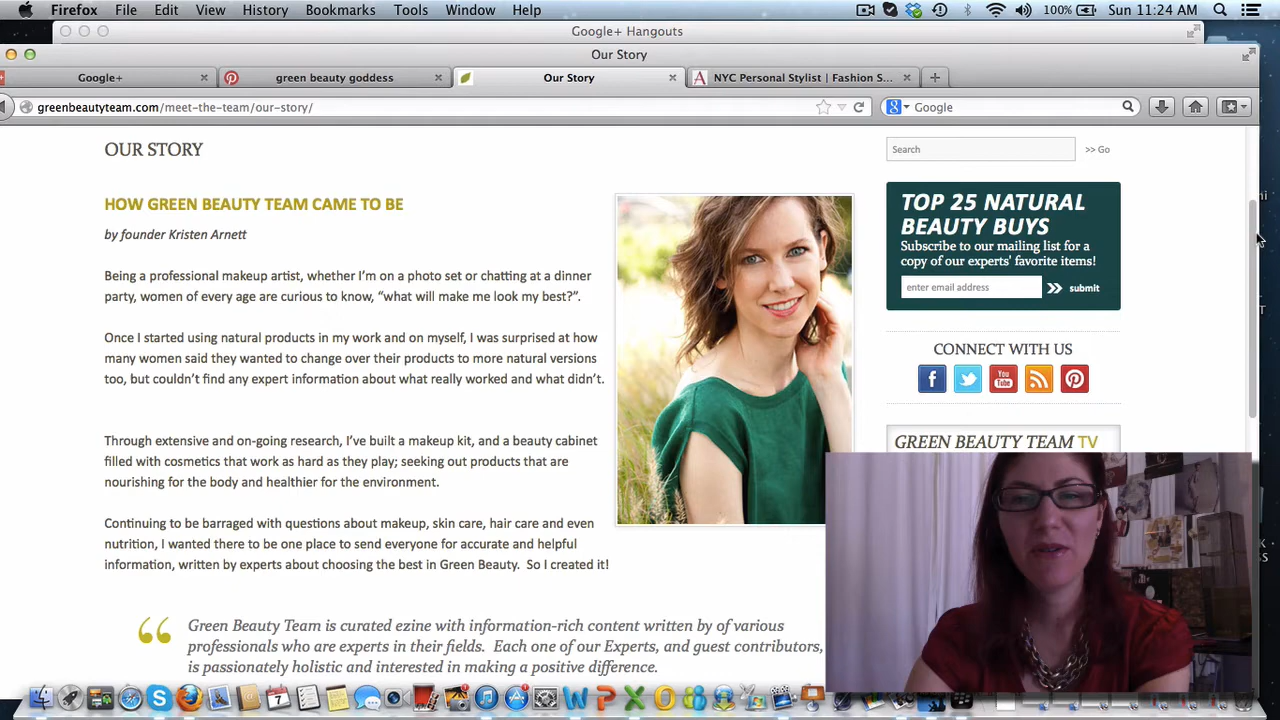 Firefox File Edit View History Bookmarks Tools Window Help 100% Sun 11:24 AM
Google+ Hangouts
Our Story
Google+ green beauty goddess Our Story NYC Personal Stylist | Fashion S...
greenbeautyteam.com/meet-the-team/our-story/ Google
OUR STORY
Search >> Go
HOW GREEN BEAUTY TEAM CAME TO BE
by founder Kristen Arnett
Being a professional makeup artist, whether I'm on a photo set or chatting at a dinner
party, women of every age are curious to know, "what will make me look my best?".
Once I started using natural products in my work and on myself, I was surprised at how
many women said they wanted to change over their products to more natural versions
too, but couldn't find any expert information about what really worked and what didn't.
Through extensive and on-going research, I've built a makeup kit, and a beauty cabinet
filled with cosmetics that work as hard as they play; seeking out products that are
nourishing for the body and healthier for the environment.
Continuing to be barraged with questions about makeup, skin care, hair care and even
nutrition, I wanted there to be one place to send everyone for accurate and helpful
information, written by experts about choosing the best in Green Beauty. So I created it!
Green Beauty Team is curated ezine with information-rich content written by of various
professionals who are experts in their fields. Each one of our Experts, and guest contributors,
is passionately holistic and interested in making a positive difference.
TOP 25 NATURAL
BEAUTY BUYS
Subscribe to our mailing list for a
copy of our experts' favorite items!
enter email address submit
CONNECT WITH US
You
Tube
GREEN BEAUTY TEAM TV